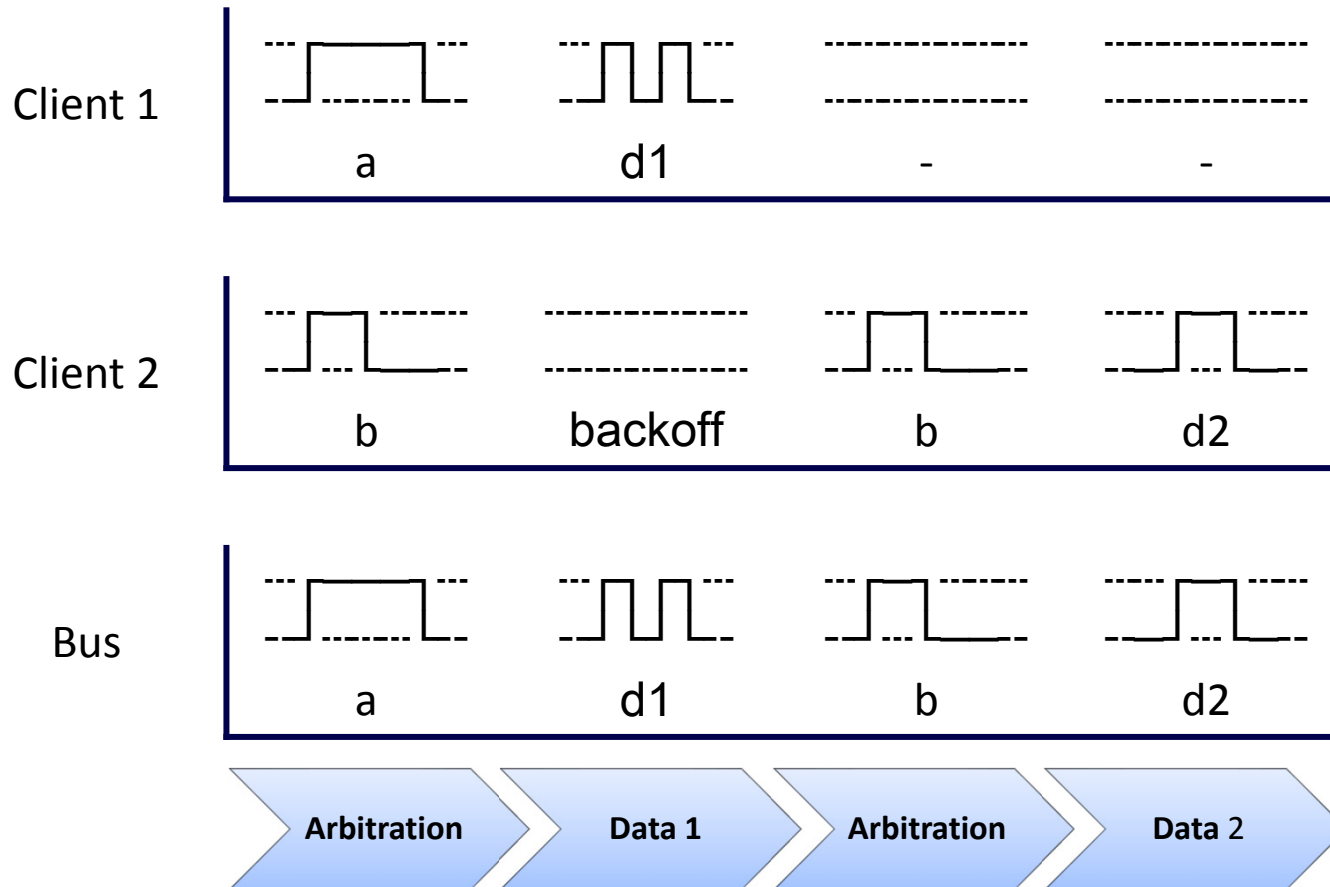 Client 1
a d1 - -
Client 2
b backoff b d2
Bus
a d1 b d2
Arbitration Data 1 Arbitration Data 2